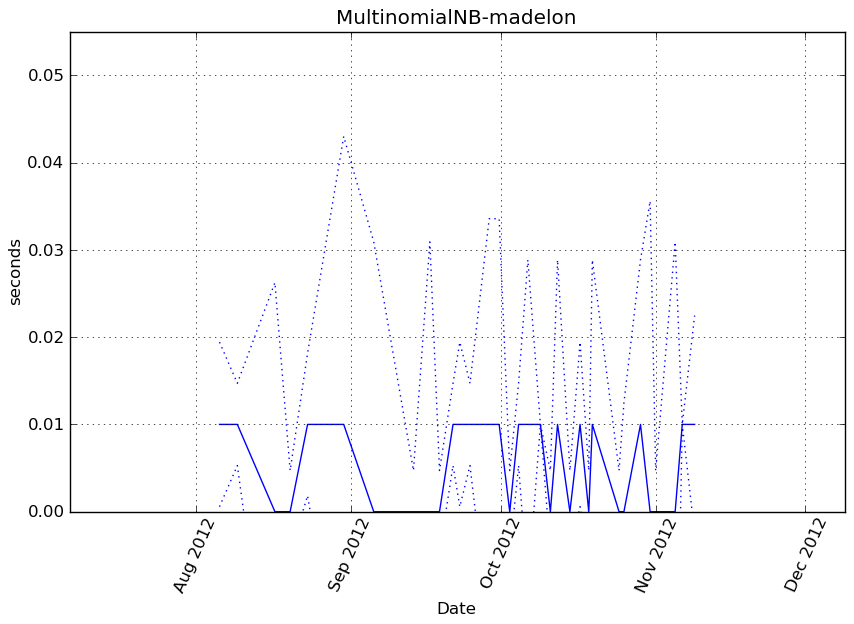 MultinomialNB-madelon
0.05
0.04
0.03
0.02
0.01
0.00
seconds
Aug 2012
Sep 2012
Oct 2012
Nov 2012
Dec 2012
Date